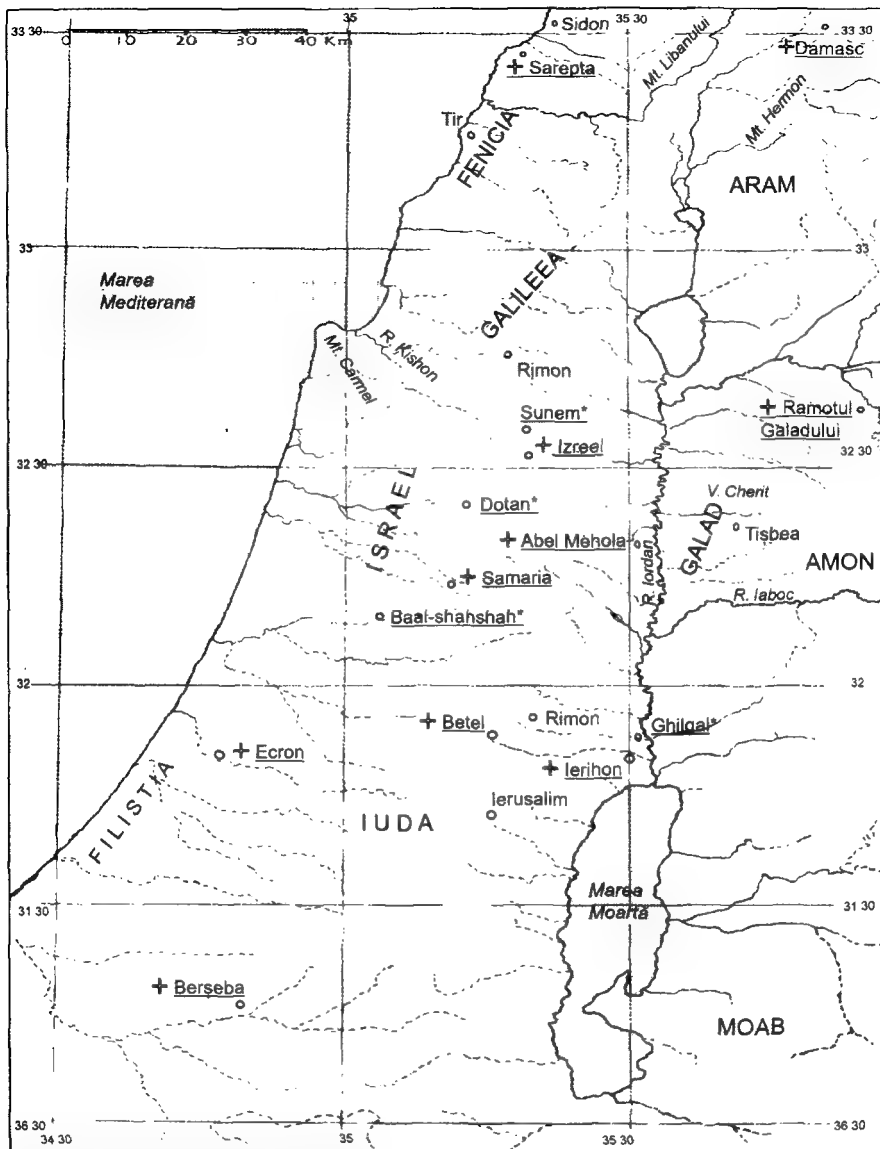 35
35 30
33 30
33 30
0 10 20 30 40 Km
Sidon
Mt. Libanului
+ Damasc
+ Sarepta
Mt. Hermon
Tir
FENICIA
ARAM
33
33
Marea
Mediterană
GALILEEA
R. Kishon
Mt. Carmel
Rimon
Sunem*
+ Ramotul
Galadului
+ Izreel
32 30
32 30
ISRAEL
Dotan*
V. Cherit
GALAD
Tisbea
+ Abel Mehola
R. Iordan
AMON
+ Samaria
R. Iaboc
Baal-shahshah*
32
32
+ Betel
Rimon
Ghilgal*
+ Ecron
+ Ierihon
FILISTIA
Ierusalim
IUDA
Marea
Moartă
31 30
31 30
+ Berseba
MOAB
36 30
36 30
34 30
35
35 30